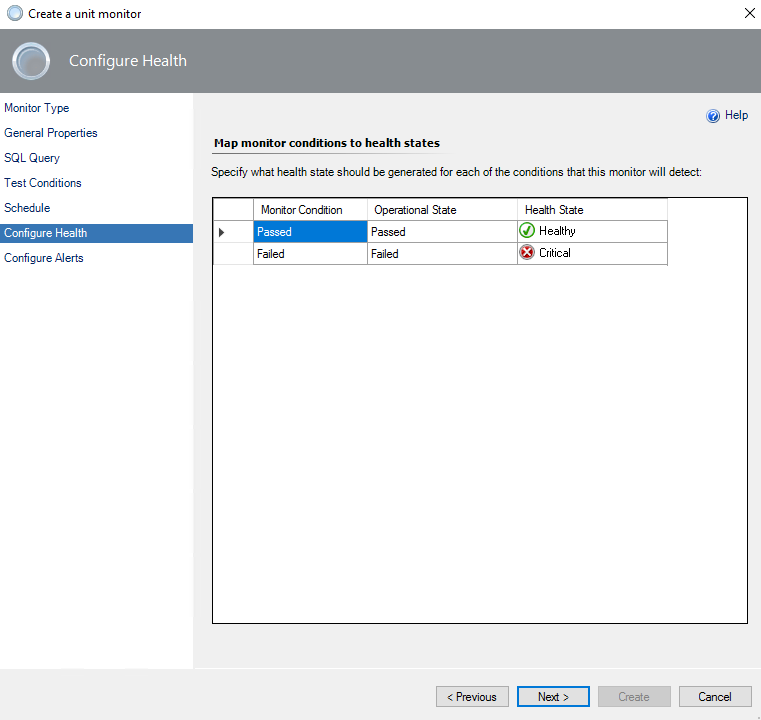 Create a unit monitor
Configure Health
Monitor Type
General Properties
SQL Query
Test Conditions
Schedule
Configure Health
Configure Alerts
Help
Map monitor conditions to health states
Specify what health state should be generated for each of the conditions that this monitor will detect:
Monitor Condition Operational State Health State
Passed Passed Healthy
Failed Failed Critical
< Previous Next > Create Cancel